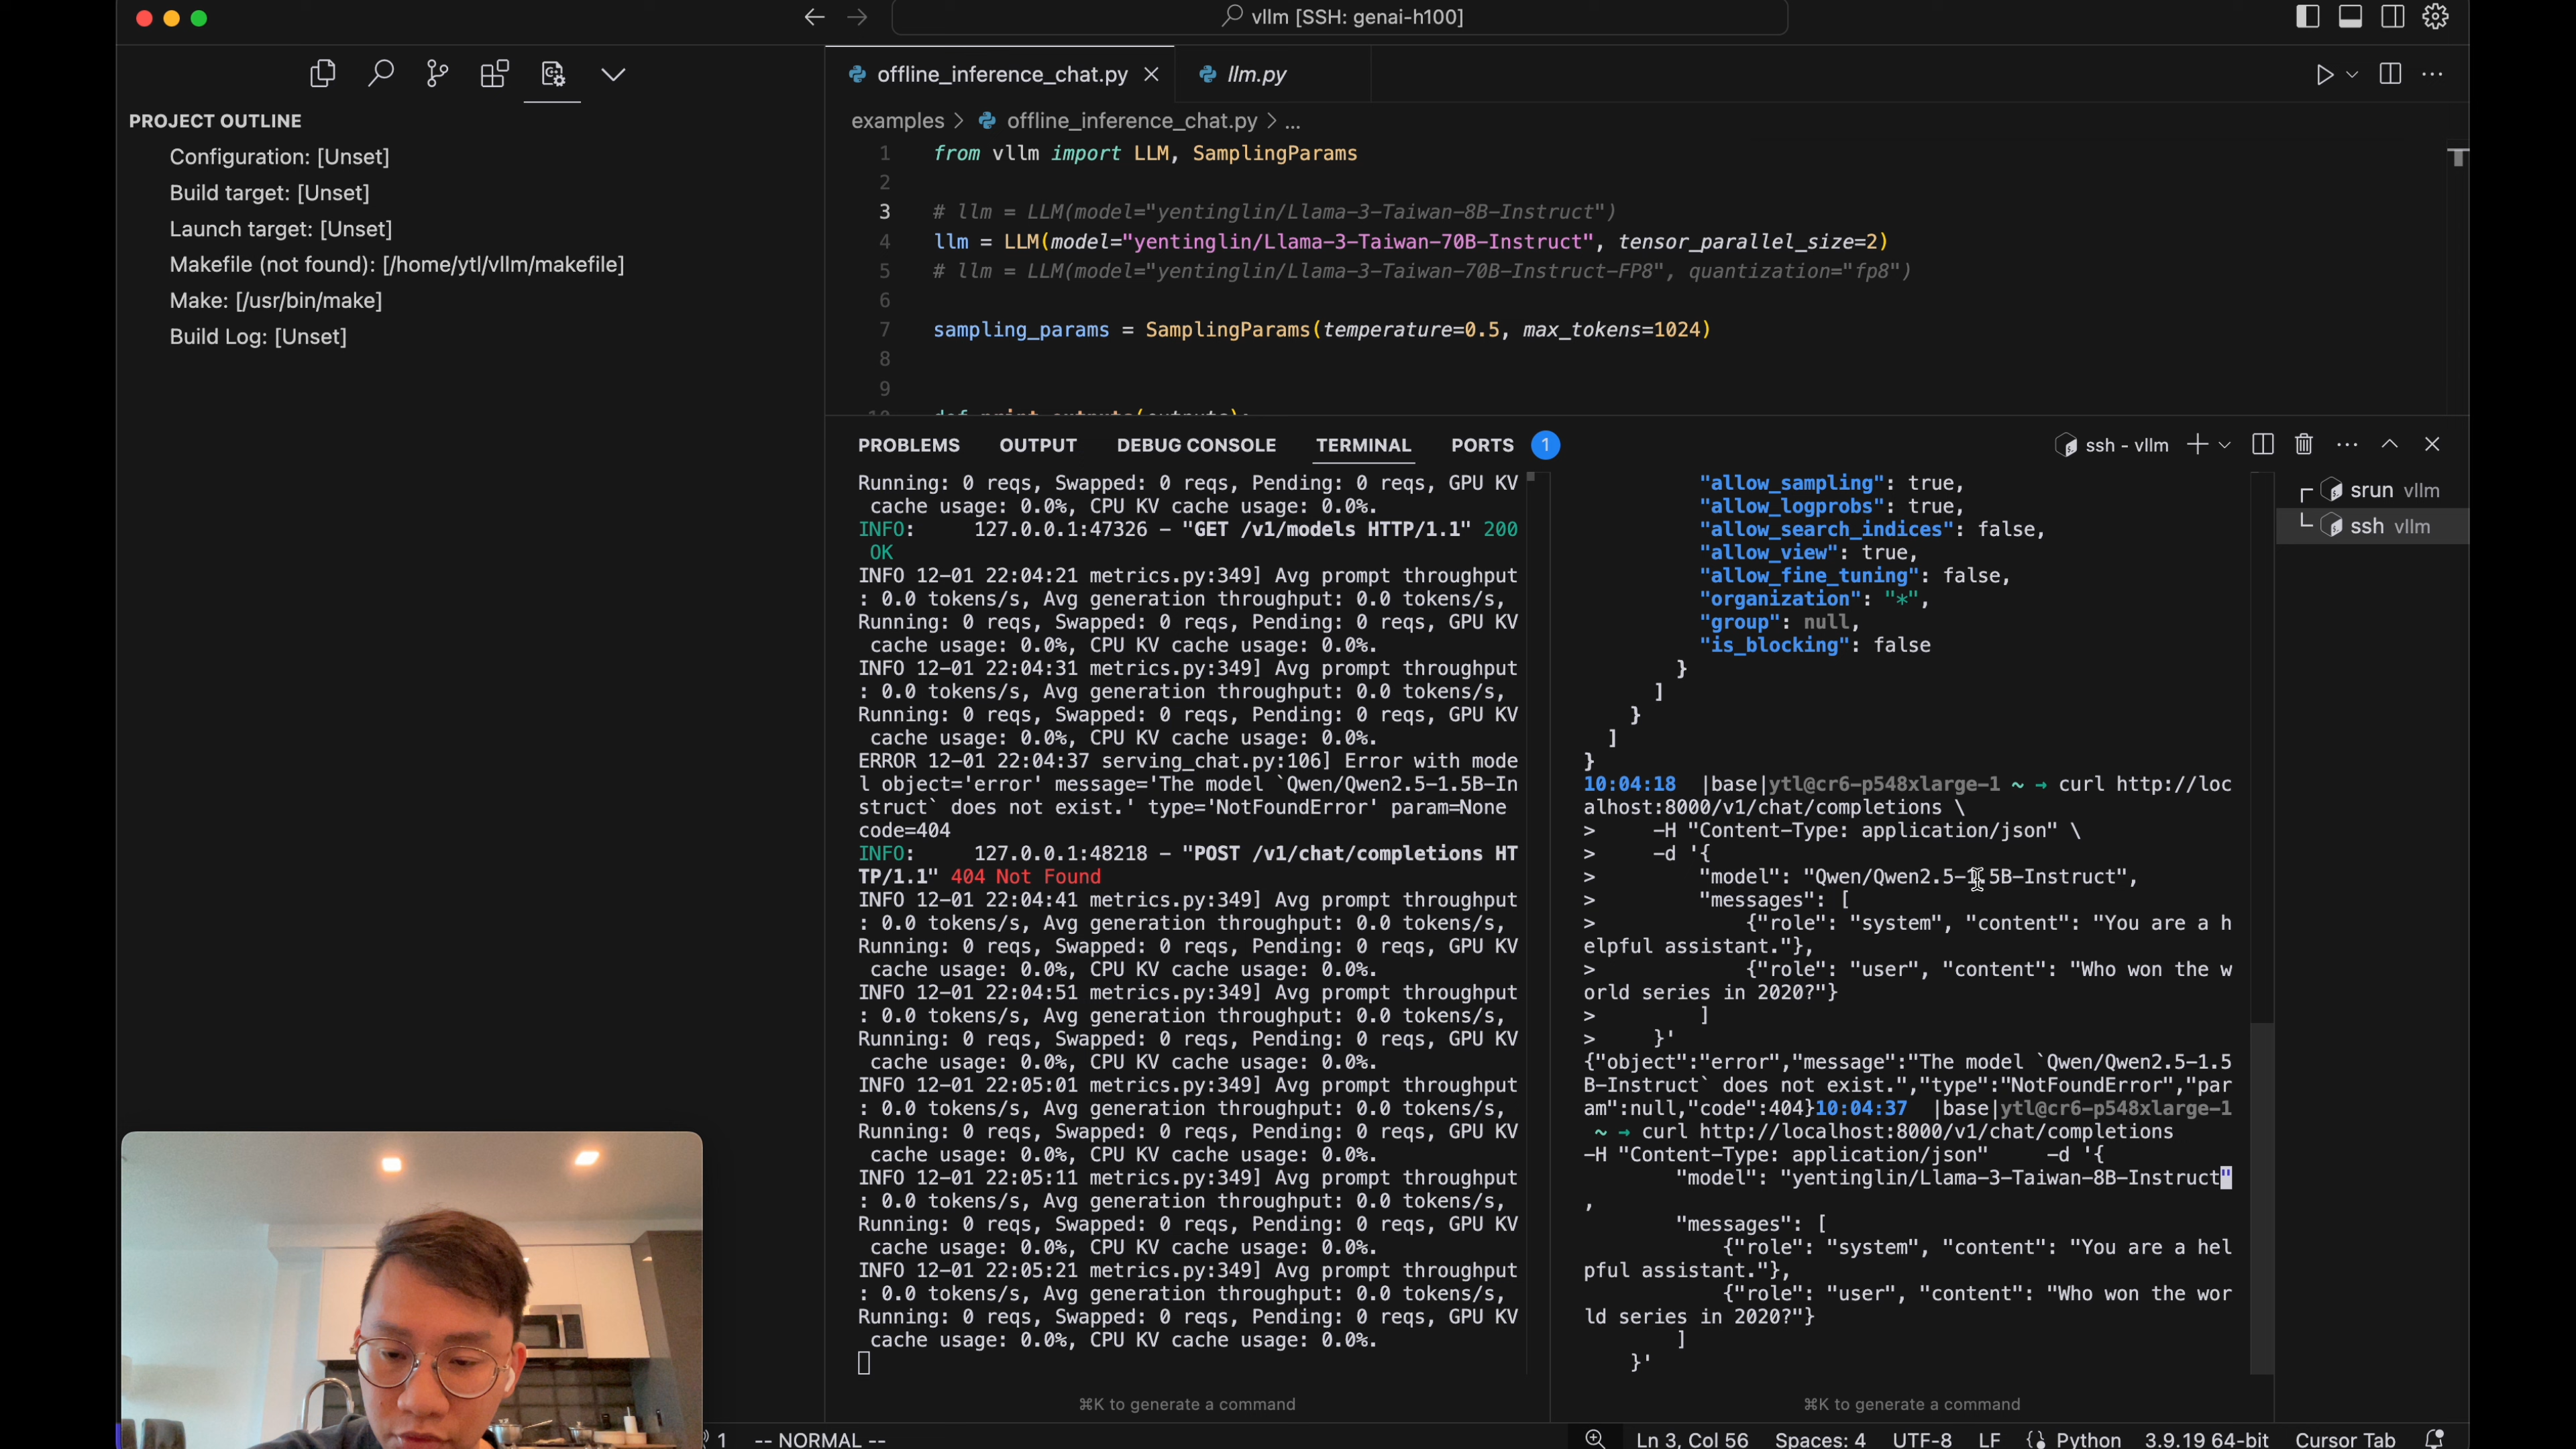 vllm [SSH: genai-h100]
PROJECT OUTLINE
Configuration: [Unset]
Build target: [Unset]
Launch target: [Unset]
Makefile (not found): [/home/ytl/vllm/makefile]
Make: [/usr/bin/make]
Build Log: [Unset]
offline_inference_chat.py
llm.py
examples > offline_inference_chat.py > ...
1 from vllm import LLM, SamplingParams
2
3 # llm = LLM(model="yentinglin/Llama-3-Taiwan-8B-Instruct")
4 llm = LLM(model="yentinglin/Llama-3-Taiwan-70B-Instruct", tensor_parallel_size=2)
5 # llm = LLM(model="yentinglin/Llama-3-Taiwan-70B-Instruct-FP8", quantization="fp8")
6
7 sampling_params = SamplingParams(temperature=0.5, max_tokens=1024)
8
9
10 def print_outputs(outputs):
PROBLEMS OUTPUT DEBUG CONSOLE TERMINAL PORTS 1
ssh - vllm
Running: 0 reqs, Swapped: 0 reqs, Pending: 0 reqs, GPU KV
cache usage: 0.0%, CPU KV cache usage: 0.0%.
INFO: 127.0.0.1:47326 - "GET /v1/models HTTP/1.1" 200
OK
INFO 12-01 22:04:21 metrics.py:349] Avg prompt throughput
: 0.0 tokens/s, Avg generation throughput: 0.0 tokens/s,
Running: 0 reqs, Swapped: 0 reqs, Pending: 0 reqs, GPU KV
cache usage: 0.0%, CPU KV cache usage: 0.0%.
INFO 12-01 22:04:31 metrics.py:349] Avg prompt throughput
: 0.0 tokens/s, Avg generation throughput: 0.0 tokens/s,
Running: 0 reqs, Swapped: 0 reqs, Pending: 0 reqs, GPU KV
cache usage: 0.0%, CPU KV cache usage: 0.0%.
ERROR 12-01 22:04:37 serving_chat.py:106] Error with mode
l object='error' message='The model `Qwen/Qwen2.5-1.5B-In
struct` does not exist.' type='NotFoundError' param=None
code=404
INFO: 127.0.0.1:48218 - "POST /v1/chat/completions HT
TP/1.1" 404 Not Found
INFO 12-01 22:04:41 metrics.py:349] Avg prompt throughput
: 0.0 tokens/s, Avg generation throughput: 0.0 tokens/s,
Running: 0 reqs, Swapped: 0 reqs, Pending: 0 reqs, GPU KV
cache usage: 0.0%, CPU KV cache usage: 0.0%.
INFO 12-01 22:04:51 metrics.py:349] Avg prompt throughput
: 0.0 tokens/s, Avg generation throughput: 0.0 tokens/s,
Running: 0 reqs, Swapped: 0 reqs, Pending: 0 reqs, GPU KV
cache usage: 0.0%, CPU KV cache usage: 0.0%.
INFO 12-01 22:05:01 metrics.py:349] Avg prompt throughput
: 0.0 tokens/s, Avg generation throughput: 0.0 tokens/s,
Running: 0 reqs, Swapped: 0 reqs, Pending: 0 reqs, GPU KV
cache usage: 0.0%, CPU KV cache usage: 0.0%.
INFO 12-01 22:05:11 metrics.py:349] Avg prompt throughput
: 0.0 tokens/s, Avg generation throughput: 0.0 tokens/s,
Running: 0 reqs, Swapped: 0 reqs, Pending: 0 reqs, GPU KV
cache usage: 0.0%, CPU KV cache usage: 0.0%.
INFO 12-01 22:05:21 metrics.py:349] Avg prompt throughput
: 0.0 tokens/s, Avg generation throughput: 0.0 tokens/s,
Running: 0 reqs, Swapped: 0 reqs, Pending: 0 reqs, GPU KV
cache usage: 0.0%, CPU KV cache usage: 0.0%.
⌘K to generate a command
"allow_sampling": true,
"allow_logprobs": true,
"allow_search_indices": false,
"allow_view": true,
"allow_fine_tuning": false,
"organization": "*",
"group": null,
"is_blocking": false
}
]
}
]
}
10:04:18 |base|ytl@cr6-p548xlarge-1 ~ → curl http://loc
alhost:8000/v1/chat/completions \
> -H "Content-Type: application/json" \
> -d '{
> "model": "Qwen/Qwen2.5-1.5B-Instruct",
> "messages": [
> {"role": "system", "content": "You are a h
elpful assistant."},
> {"role": "user", "content": "Who won the w
orld series in 2020?"}
> ]
> }'
{"object":"error","message":"The model `Qwen/Qwen2.5-1.5
B-Instruct` does not exist.","type":"NotFoundError","par
am":null,"code":404}10:04:37 |base|ytl@cr6-p548xlarge-1
~ → curl http://localhost:8000/v1/chat/completions
-H "Content-Type: application/json" -d '{
"model": "yentinglin/Llama-3-Taiwan-8B-Instruct"
,
"messages": [
{"role": "system", "content": "You are a hel
pful assistant."},
{"role": "user", "content": "Who won the wor
ld series in 2020?"}
]
}'
⌘K to generate a command
srun vllm
ssh vllm
1 -- NORMAL --
Ln 3, Col 56 Spaces: 4 UTF-8 LF Python 3.9.19 64-bit Cursor Tab